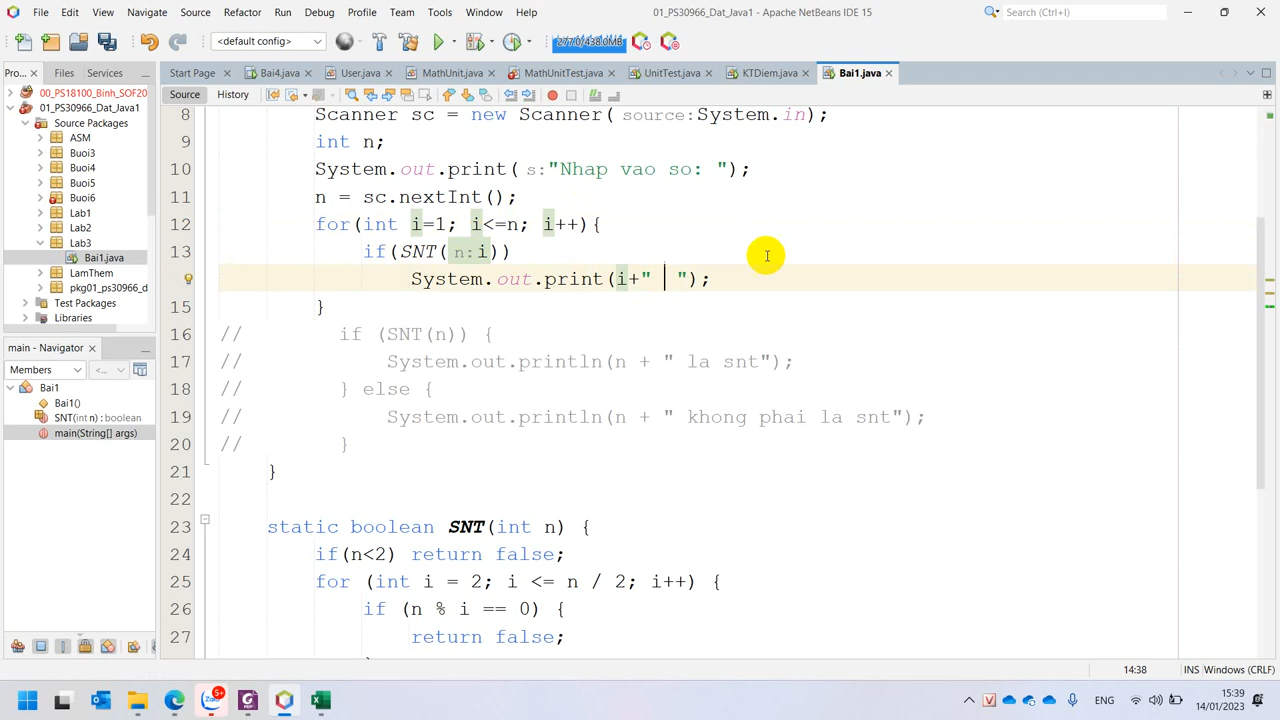 File Edit View Navigate Source Refactor Run Debug Profile Team Tools Window Help
01_PS30966_Dat_Java1 - Apache NetBeans IDE 15
Search (Ctrl+I)
<default config>
277.0/438.0MB
Pro... Files Services
Start Page Bai4.java User.java MathUnit.java MathUnitTest.java UnitTest.java KTDiem.java Bai1.java
Source History
00_PS18100_Binh_SOF20
01_PS30966_Dat_Java1
Source Packages
ASM
Buoi3
Buoi4
Buoi5
Buoi6
Lab1
Lab2
Lab3
Bai1.java
LamThem
pkg01_ps30966_d
Test Packages
Libraries
main - Navigator
Members <...>
Bai1
Bai1()
SNT(int n) : boolean
main(String[] args)
8 Scanner sc = new Scanner( source:System.in);
9 int n;
10 System.out.print( s:"Nhap vao so: ");
11 n = sc.nextInt();
12 for(int i=1; i<=n; i++){
13 if(SNT( n:i))
System.out.print(i+"  ");
15 }
16 // if (SNT(n)) {
17 // System.out.println(n + " la snt");
18 // } else {
19 // System.out.println(n + " khong phai la snt");
20 // }
21 }
22
23 static boolean SNT(int n) {
24 if(n<2) return false;
25 for (int i = 2; i <= n / 2; i++) {
26 if (n % i == 0) {
27 return false;
14:38 INS Windows (CRLF)
Zalo 5+
ENG
15:39
14/01/2023